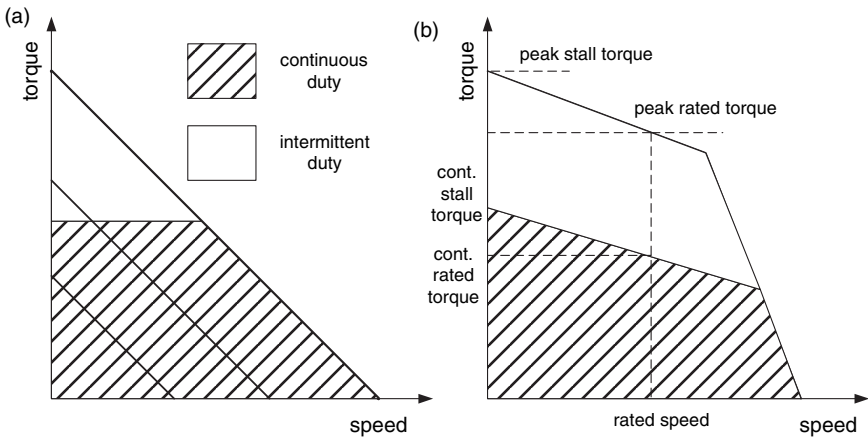 (a)
torque
continuous
duty
intermittent
duty
speed
(b)
torque
peak stall torque
peak rated torque
cont.
stall
torque
cont.
rated
torque
rated speed
speed